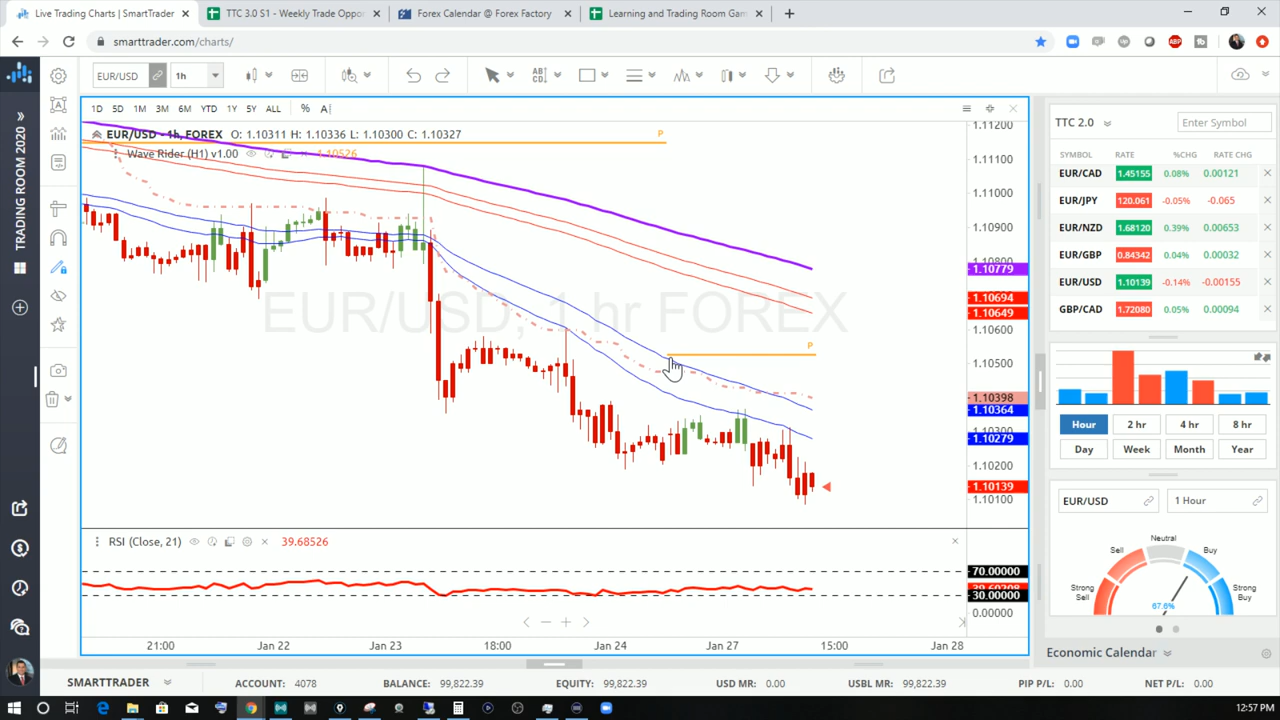 Live Trading Charts | SmartTrader
TTC 3.0 S1 - Weekly Trade Oppo
Forex Calendar @ Forex Factory
Learning and Trading Room Gam
smarttrader.com/charts/
EUR/USD
1h
TRADING ROOM 2020
1D 5D 1M 3M 6M YTD 1Y 5Y ALL %
EUR/USD - 1h, FOREX O: 1.10311 H: 1.10336 L: 1.10300 C: 1.10327
Wave Rider (H1) v1.00 1.10526
P
P
EUR/USD, 1 hr FOREX
1.11200
1.11100
1.11000
1.10900
1.10800
1.10779
1.10694
1.10649
1.10600
1.10500
1.10398
1.10364
1.10300
1.10279
1.10200
1.10139
1.10100
RSI (Close, 21) 39.68526
70.00000
30.00000
0.00000
21:00 Jan 22 Jan 23 18:00 Jan 24 Jan 27 15:00 Jan 28
TTC 2.0 Enter Symbol
SYMBOL RATE %CHG RATE CHG
EUR/CAD 1.45155 0.08% 0.00121
EUR/JPY 120.061 -0.05% -0.065
EUR/NZD 1.68120 0.39% 0.00653
EUR/GBP 0.84342 0.04% 0.00032
EUR/USD 1.10139 -0.14% -0.00155
GBP/CAD 1.72080 0.05% 0.00094
Hour 2 hr 4 hr 8 hr
Day Week Month Year
EUR/USD 1 Hour
Neutral
Sell Buy
Strong Sell
Strong Buy
67.6%
Economic Calendar
SMARTTRADER ACCOUNT: 4078 BALANCE: 99,822.39 EQUITY: 99,822.39 USD MR: 0.00 USBL MR: 99,822.39 PIP P/L: 0.00 NET P/L: 0.00
12:57 PM